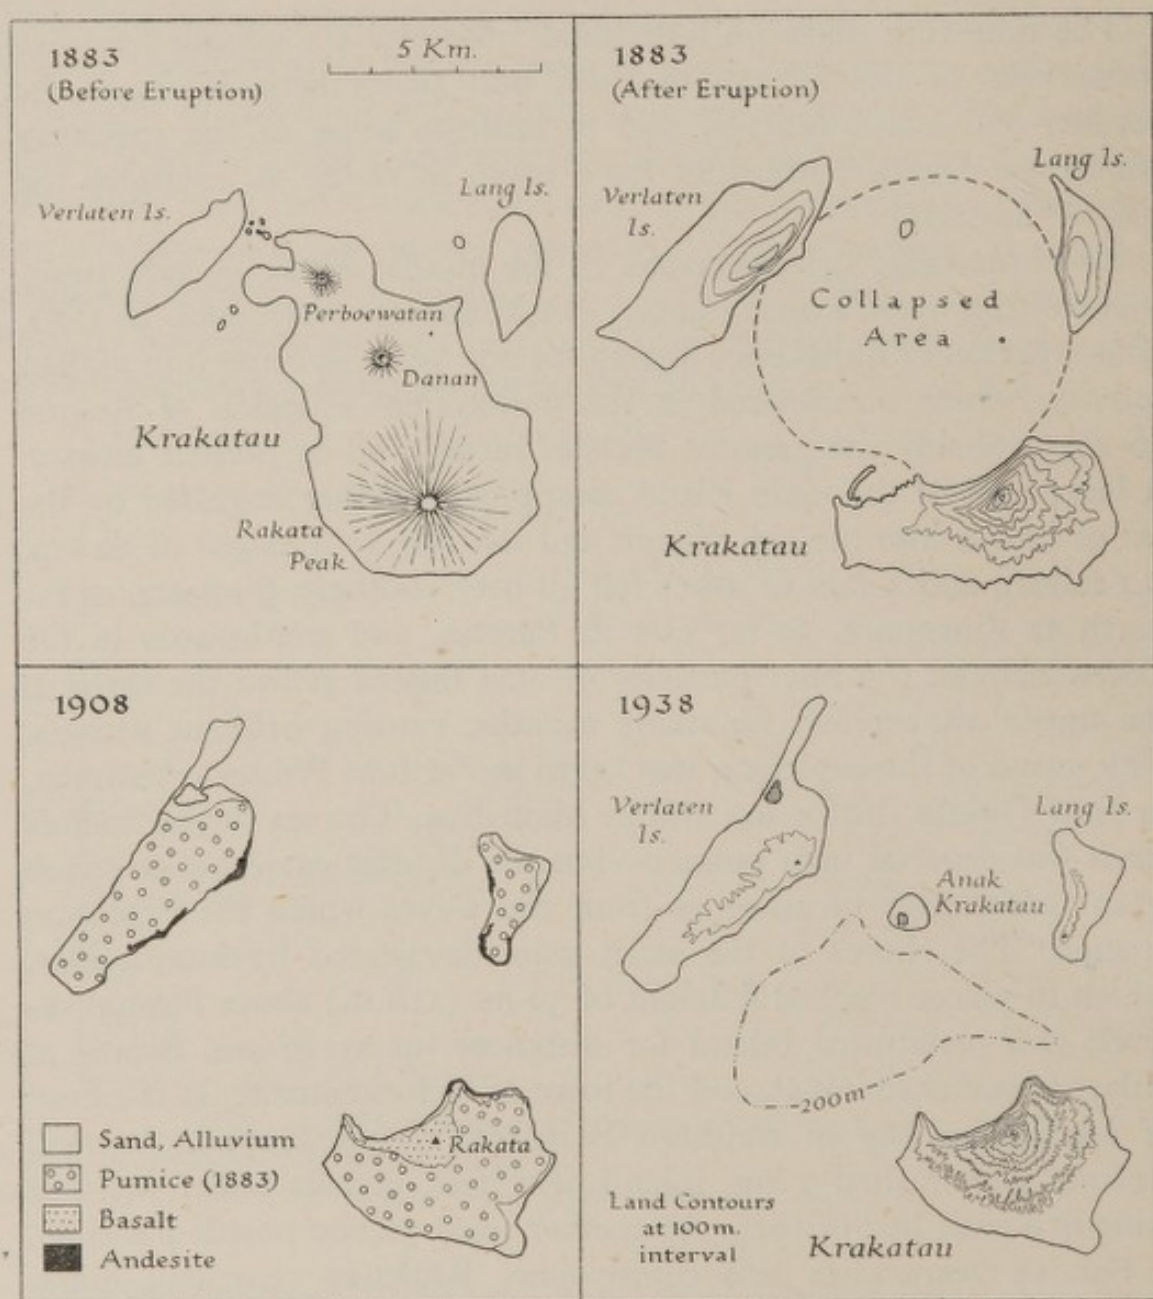 1883
(Before Eruption)
5 Km.
Verlaten Is.
Lang Is.
Perboewatan
Danan
Krakatau
Rakata
Peak
1883
(After Eruption)
Lang Is.
Verlaten
Is.
Collapsed
Area
Krakatau
1908
Rakata
Sand, Alluvium
Pumice (1883)
Basalt
Andesite
1938
Verlaten
Is.
Lang Is.
Anak
Krakatau
200m
Land Contours
at 100m.
interval
Krakatau